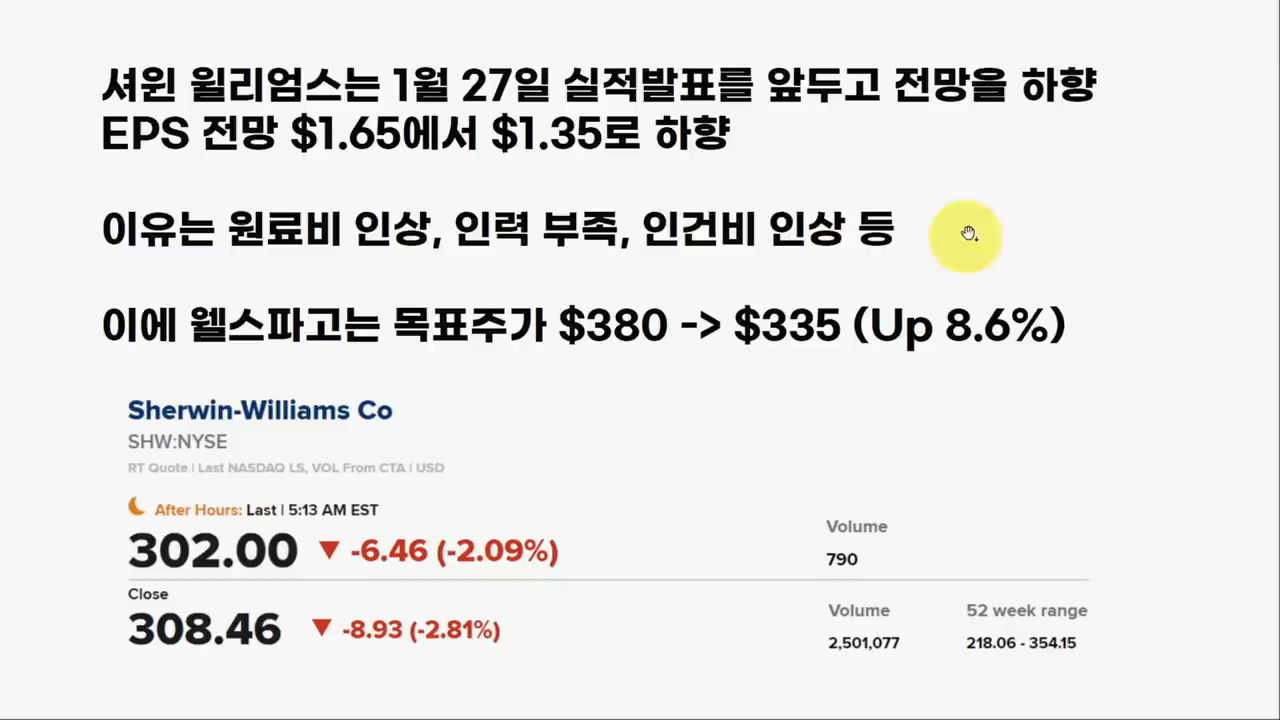 셔윈 윌리엄스는 1월 27일 실적발표를 앞두고 전망을 하향
EPS 전망 $1.65에서 $1.35로 하향
이유는 원료비 인상, 인력 부족, 인건비 인상 등
이에 웰스파고는 목표주가 $380 -> $335 (Up 8.6%)
Sherwin-Williams Co
SHW:NYSE
RT Quote | Last NASDAQ LS, VOL From CTA | USD
After Hours: Last | 5:13 AM EST
302.00 ▼ -6.46 (-2.09%)
Volume
790
Close
308.46 ▼ -8.93 (-2.81%)
Volume 52 week range
2,501,077 218.06 - 354.15